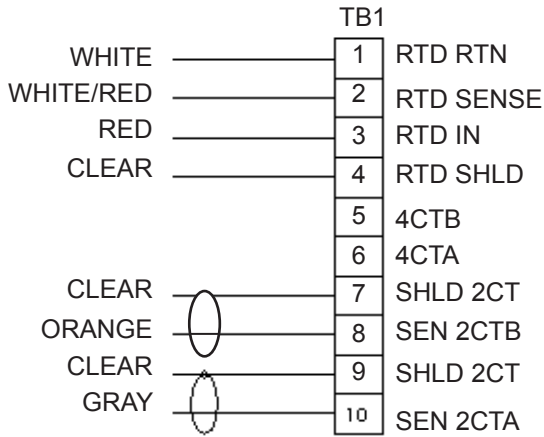 TB1
WHITE 1 RTD RTN
WHITE/RED 2 RTD SENSE
RED 3 RTD IN
CLEAR 4 RTD SHLD
5 4CTB
6 4CTA
CLEAR 7 SHLD 2CT
ORANGE 8 SEN 2CTB
CLEAR 9 SHLD 2CT
GRAY 10 SEN 2CTA